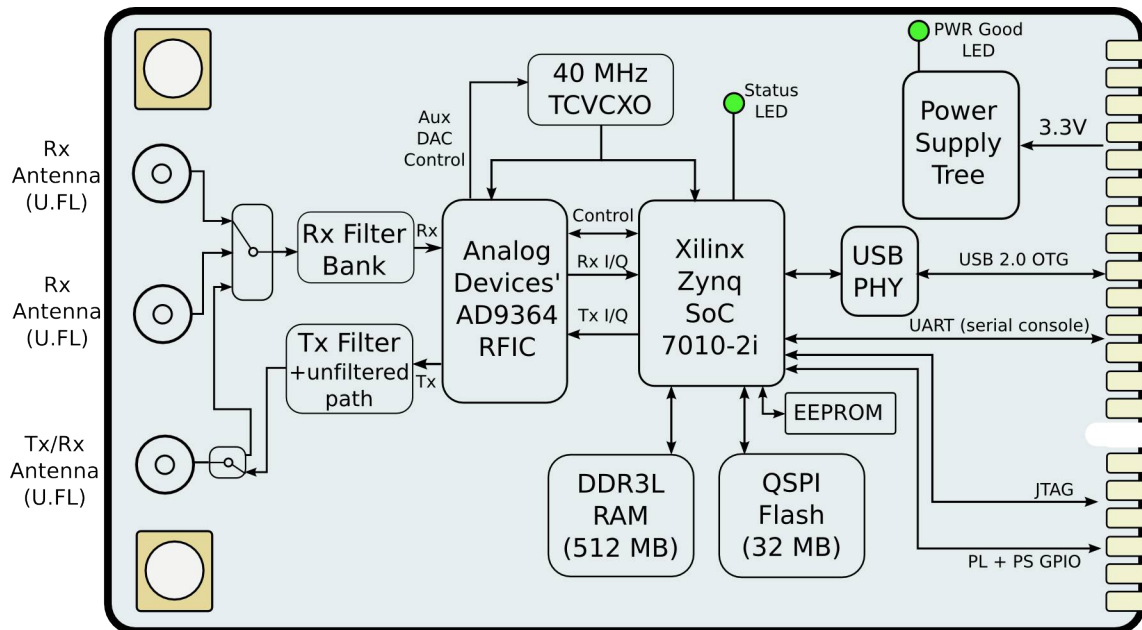 PWR Good
LED
40 MHz
TCVCXO
Status
LED
Power
Supply
Tree
3.3V
Aux
DAC
Control
Rx
Antenna
(U.FL)
Rx Filter
Bank
Rx
Analog
Devices'
AD9364
RFIC
Control
Rx I/Q
Tx I/Q
Xilinx
Zynq
SoC
7010-2i
USB
PHY
USB 2.0 OTG
UART (serial console)
Rx
Antenna
(U.FL)
Tx Filter
+unfiltered
path
Tx
EEPROM
Tx/Rx
Antenna
(U.FL)
DDR3L
RAM
(512 MB)
QSPI
Flash
(32 MB)
JTAG
PL + PS GPIO